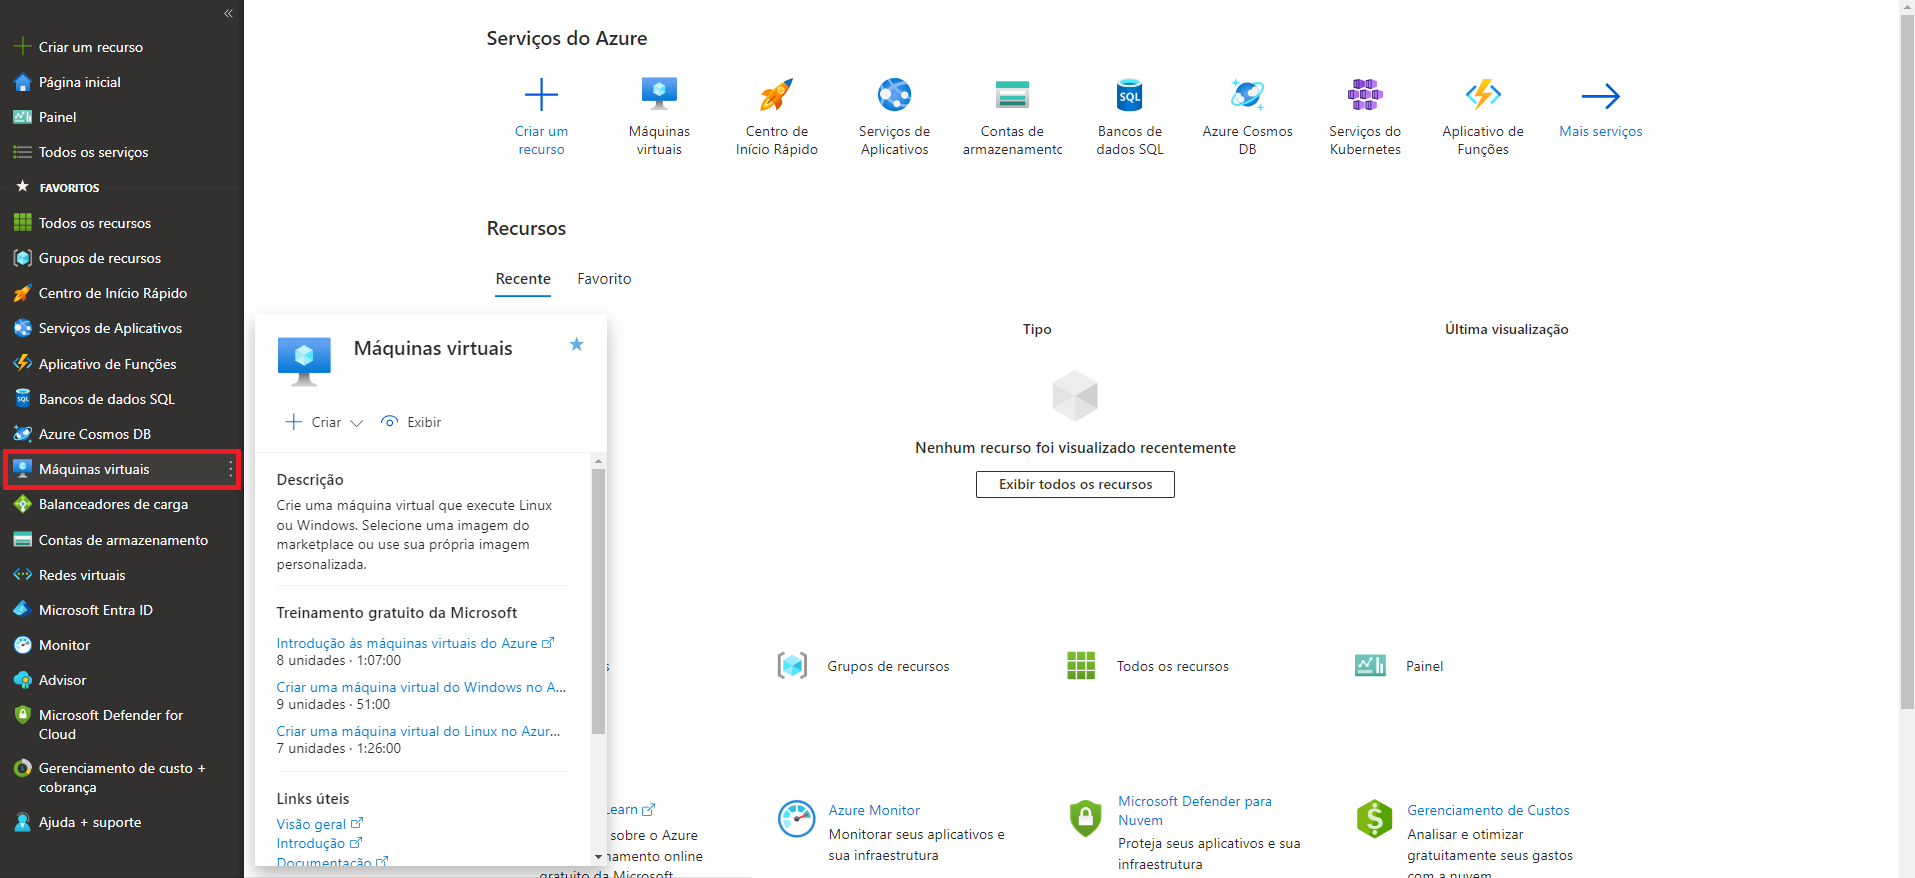 «
Criar um recurso
Página inicial
Painel
Todos os serviços
FAVORITOS
Todos os recursos
Grupos de recursos
Centro de Início Rápido
Serviços de Aplicativos
Aplicativo de Funções
Bancos de dados SQL
Azure Cosmos DB
Máquinas virtuais
Balanceadores de carga
Contas de armazenamento
Redes virtuais
Microsoft Entra ID
Monitor
Advisor
Microsoft Defender for
Cloud
Gerenciamento de custo +
cobrança
Ajuda + suporte
Serviços do Azure
Criar um
recurso
Máquinas
virtuais
Centro de
Início Rápido
Serviços de
Aplicativos
Contas de
armazenamento
SQL
Bancos de
dados SQL
Azure Cosmos
DB
Serviços do
Kubernetes
Aplicativo de
Funções
Mais serviços
Recursos
Recente
Favorito
Tipo
Última visualização
Nenhum recurso foi visualizado recentemente
Exibir todos os recursos
Máquinas virtuais
Criar
Exibir
Descrição
Crie uma máquina virtual que execute Linux
ou Windows. Selecione uma imagem do
marketplace ou use sua própria imagem
personalizada.
Treinamento gratuito da Microsoft
Introdução às máquinas virtuais do Azure
8 unidades · 1:07:00
Criar uma máquina virtual do Windows no A...
9 unidades · 51:00
Criar uma máquina virtual do Linux no Azur...
7 unidades · 1:26:00
Links úteis
Visão geral
Introdução
Documentação
s
Grupos de recursos
Todos os recursos
Painel
Learn
sobre o Azure
namento online
gratuito da Microsoft
Azure Monitor
Monitorar seus aplicativos e
sua infraestrutura
Microsoft Defender para
Nuvem
Proteja seus aplicativos e sua
infraestrutura
Gerenciamento de Custos
Analisar e otimizar
gratuitamente seus gastos
com a nuvem